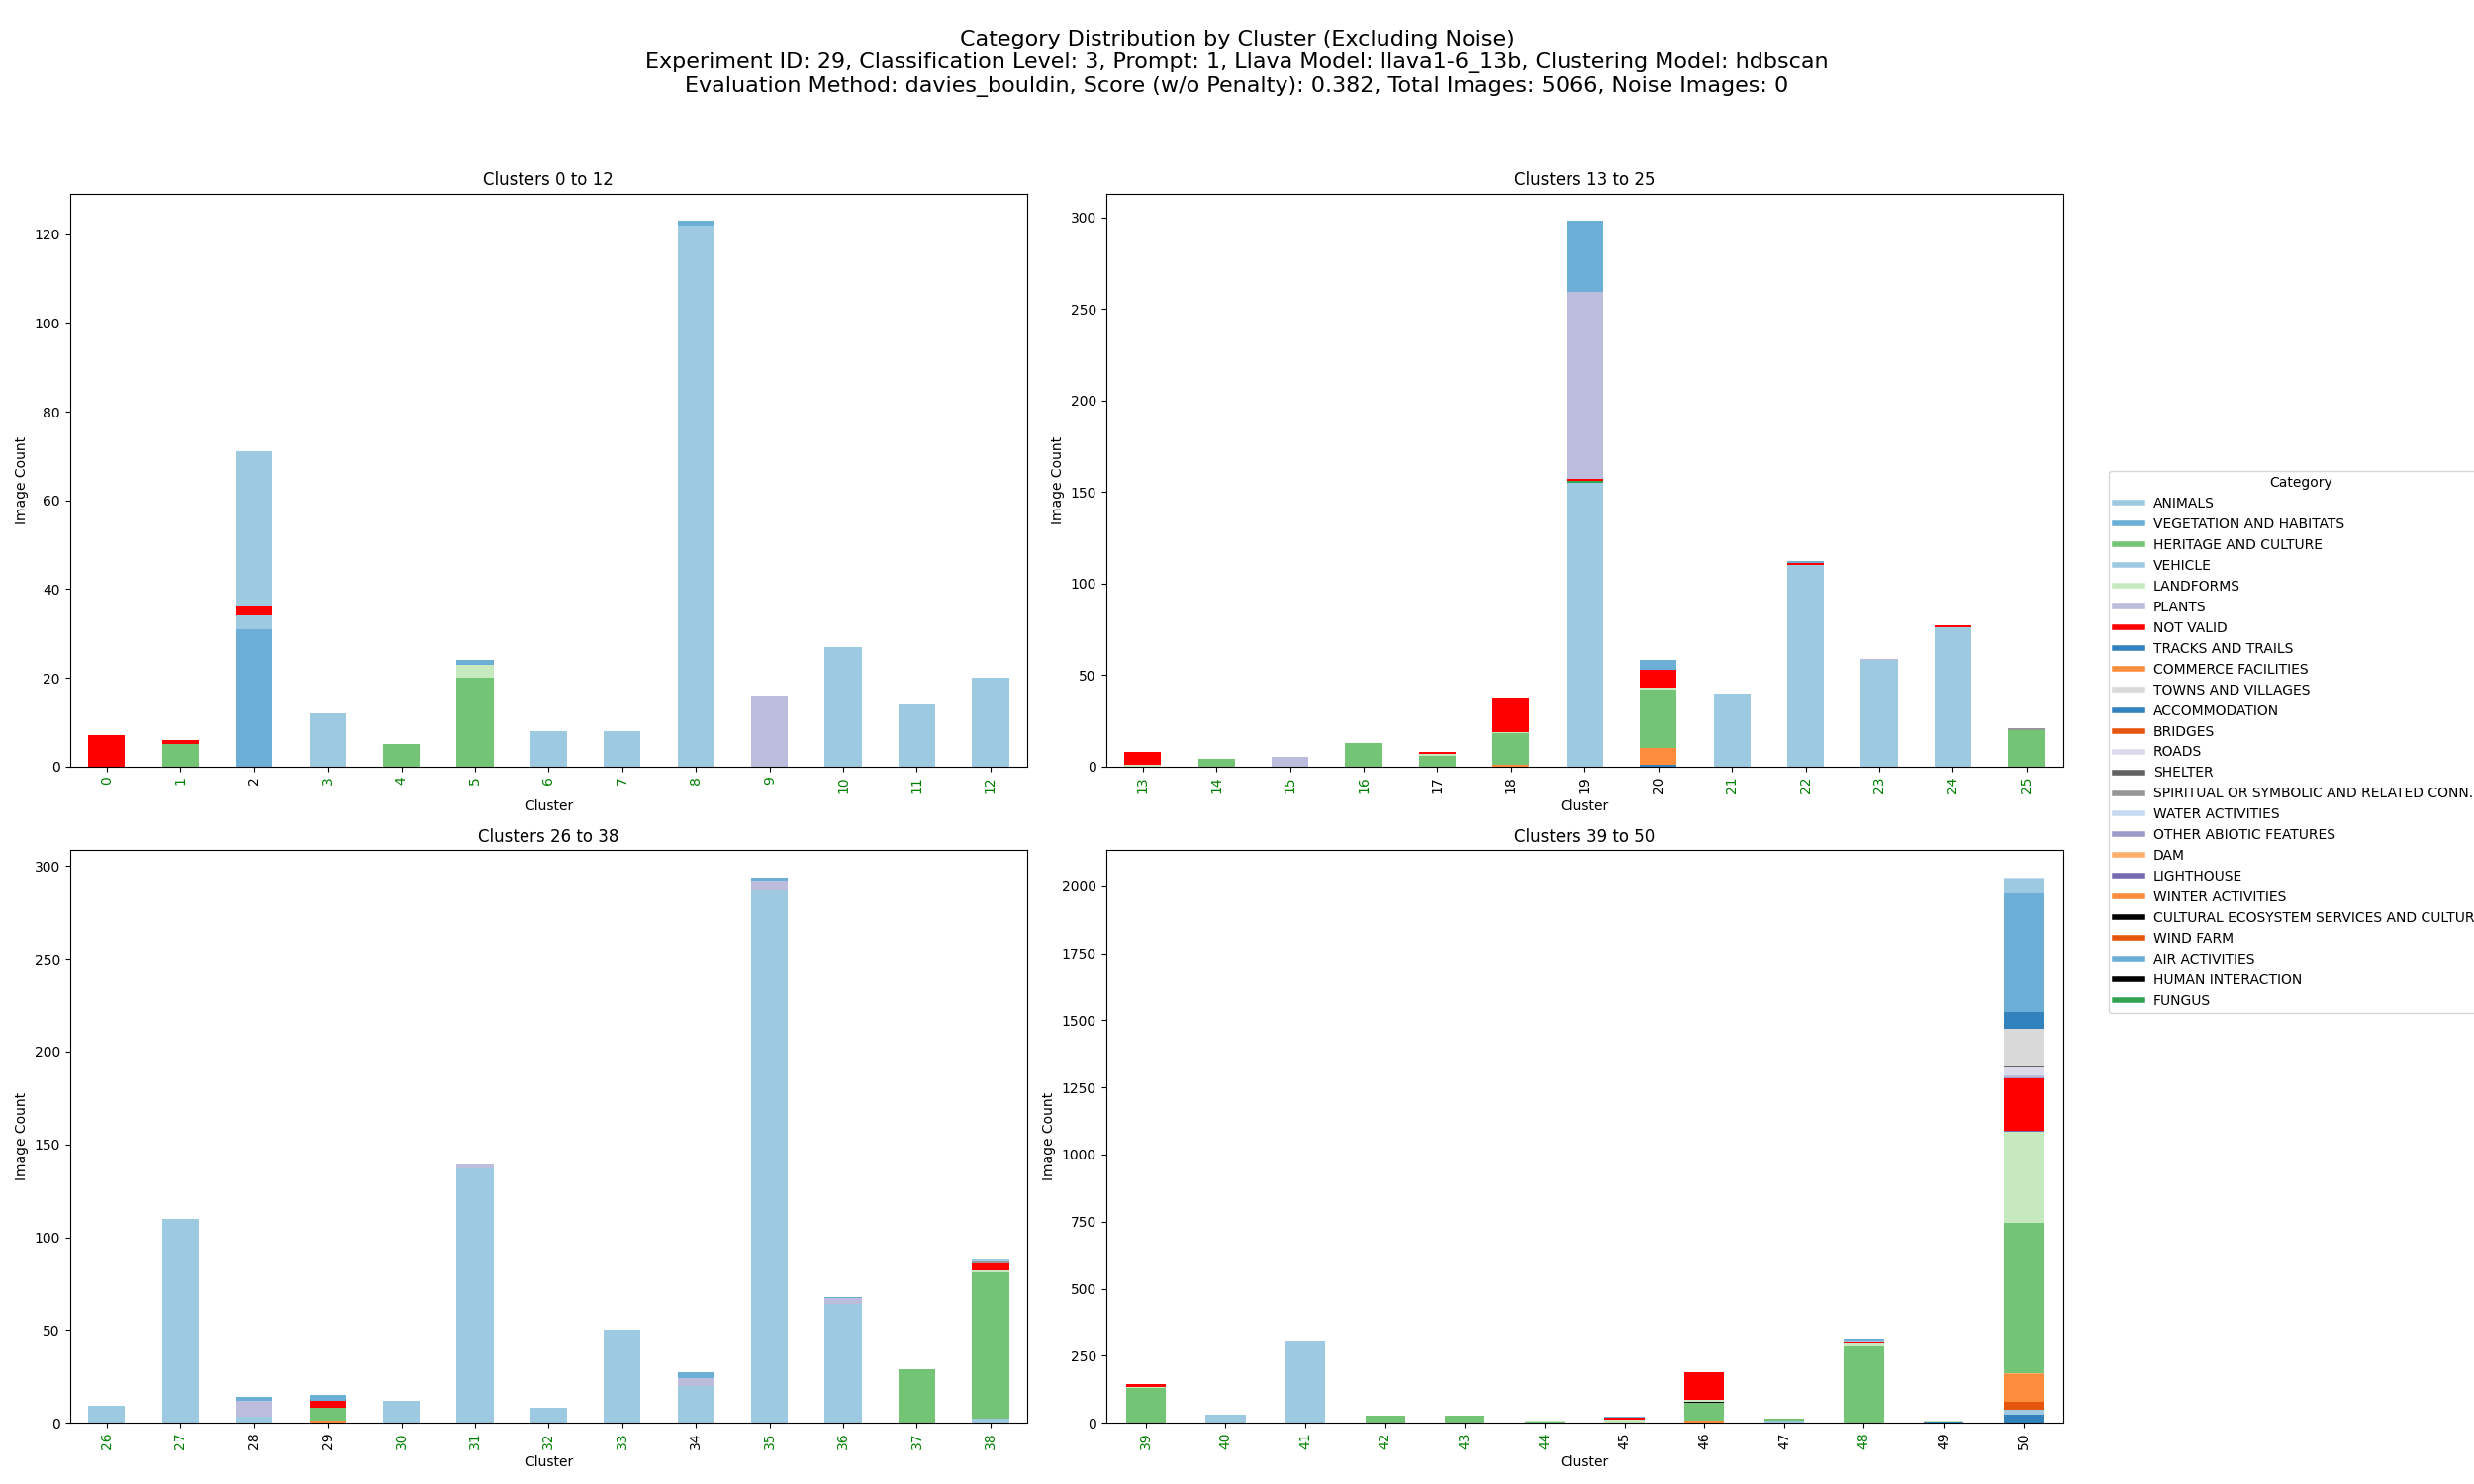 Category Distribution by Cluster (Excluding Noise)
Experiment ID: 29, Classification Level: 3, Prompt: 1, Llava Model: llava1-6_13b, Clustering Model: hdbscan
Evaluation Method: davies_bouldin, Score (w/o Penalty): 0.382, Total Images: 5066, Noise Images: 0
Clusters 0 to 12
Image Count
120
100
80
60
40
20
0
0 1 2 3 4 5 6 7 8 9 10 11 12
Cluster
Clusters 13 to 25
Image Count
300
250
200
150
100
50
0
13 14 15 16 17 18 19 20 21 22 23 24 25
Cluster
Clusters 26 to 38
Image Count
300
250
200
150
100
50
0
26 27 28 29 30 31 32 33 34 35 36 37 38
Cluster
Clusters 39 to 50
Image Count
2000
1750
1500
1250
1000
750
500
250
0
39 40 41 42 43 44 45 46 47 48 49 50
Cluster
Category
ANIMALS
VEGETATION AND HABITATS
HERITAGE AND CULTURE
VEHICLE
LANDFORMS
PLANTS
NOT VALID
TRACKS AND TRAILS
COMMERCE FACILITIES
TOWNS AND VILLAGES
ACCOMMODATION
BRIDGES
ROADS
SHELTER
SPIRITUAL OR SYMBOLIC AND RELATED CONN.
WATER ACTIVITIES
OTHER ABIOTIC FEATURES
DAM
LIGHTHOUSE
WINTER ACTIVITIES
CULTURAL ECOSYSTEM SERVICES AND CULTUR
WIND FARM
AIR ACTIVITIES
HUMAN INTERACTION
FUNGUS